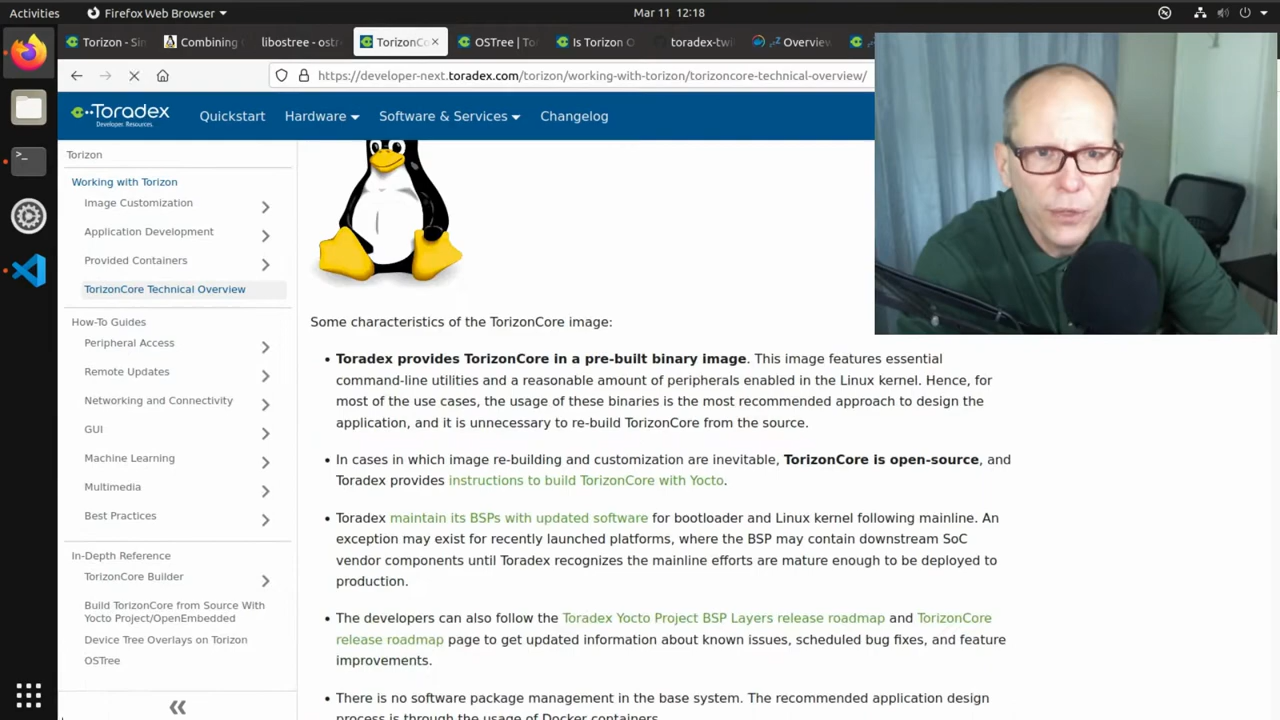 Activities
Firefox Web Browser
Mar 11 12:18
Torizon - Sin
Combining
libostree - ostr
TorizonCo
OSTree | To
Is Torizon O
toradex-tw
Overvie
https://developer-next.toradex.com/torizon/working-with-torizon/torizoncore-technical-overview/
Toradex
Developer. Resources.
Quickstart
Hardware
Software & Services
Changelog
Torizon
Working with Torizon
Image Customization
Application Development
Provided Containers
TorizonCore Technical Overview
How-To Guides
Peripheral Access
Remote Updates
Networking and Connectivity
GUI
Machine Learning
Multimedia
Best Practices
In-Depth Reference
TorizonCore Builder
Build TorizonCore from Source With
Yocto Project/OpenEmbedded
Device Tree Overlays on Torizon
OSTree
Some characteristics of the TorizonCore image:
• Toradex provides TorizonCore in a pre-built binary image. This image features essential
command-line utilities and a reasonable amount of peripherals enabled in the Linux kernel. Hence, for
most of the use cases, the usage of these binaries is the most recommended approach to design the
application, and it is unnecessary to re-build TorizonCore from the source.
• In cases in which image re-building and customization are inevitable, TorizonCore is open-source, and
Toradex provides instructions to build TorizonCore with Yocto.
• Toradex maintain its BSPs with updated software for bootloader and Linux kernel following mainline. An
exception may exist for recently launched platforms, where the BSP may contain downstream SoC
vendor components until Toradex recognizes the mainline efforts are mature enough to be deployed to
production.
• The developers can also follow the Toradex Yocto Project BSP Layers release roadmap and TorizonCore
release roadmap page to get updated information about known issues, scheduled bug fixes, and feature
improvements.
• There is no software package management in the base system. The recommended application design
process is through the usage of Docker containers.